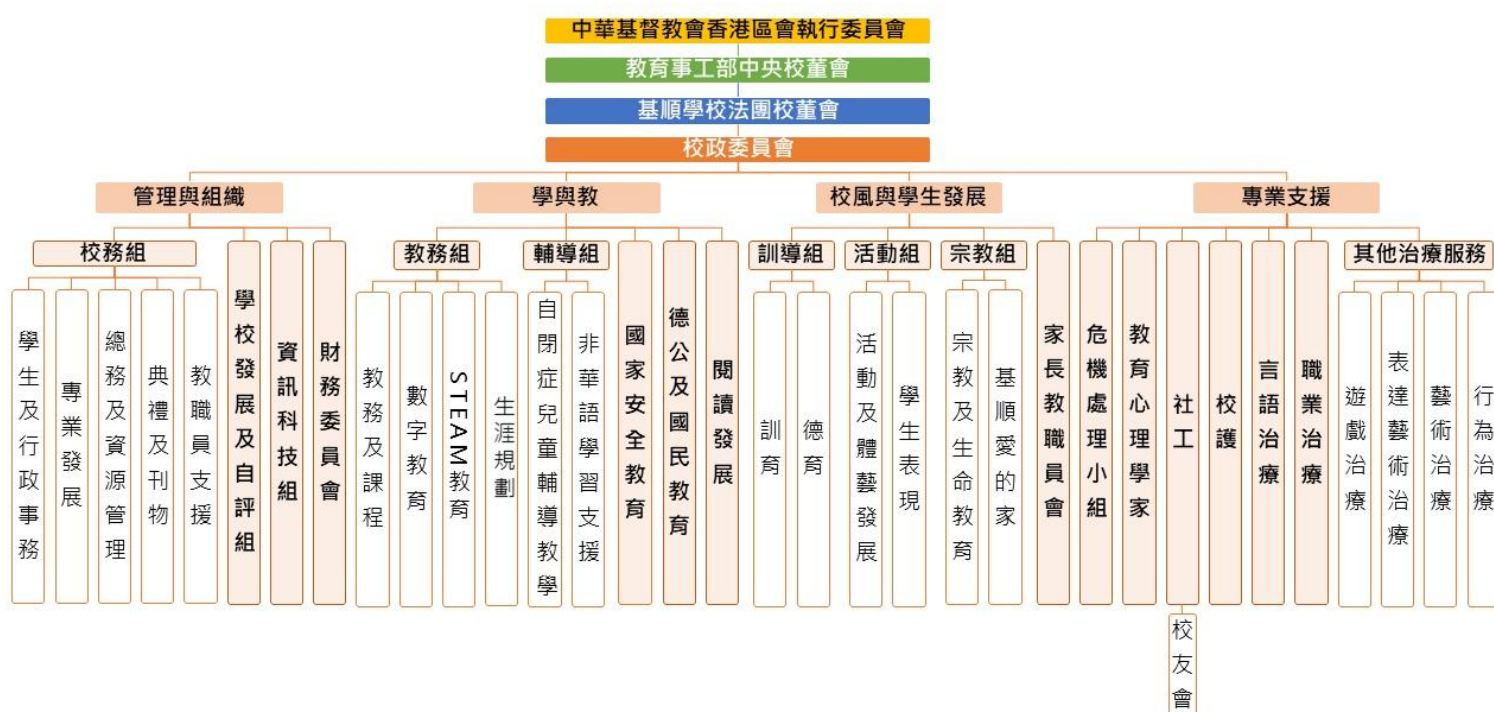 中華基督教會香港區會執行委員會
教育事工部中央校董會
基順學校法團校董會
校政委員會
管理與組織
學與教
校風與學生發展
專業支援
校務組
教務組
輔導組
訓導組
活動組
宗教組
其他治療服務
學生及行政事務
專業發展
總務及資源管理
典禮及刊物
教職員支援
學校發展及自評組
資訊科技組
財務委員會
教務及課程
數字教育
STEAM教育
生涯規劃
自閉症兒童輔導教學
非華語學習支援
國家安全教育
德公及國民教育
閱讀發展
訓育
德育
活動及體藝發展
學生表現
宗教及生命教育
基順愛的家
家長教職員會
危機處理小組
教育心理學家
社工
校護
言語治療
職業治療
遊戲治療
表達藝術治療
藝術治療
行為治療
校友會